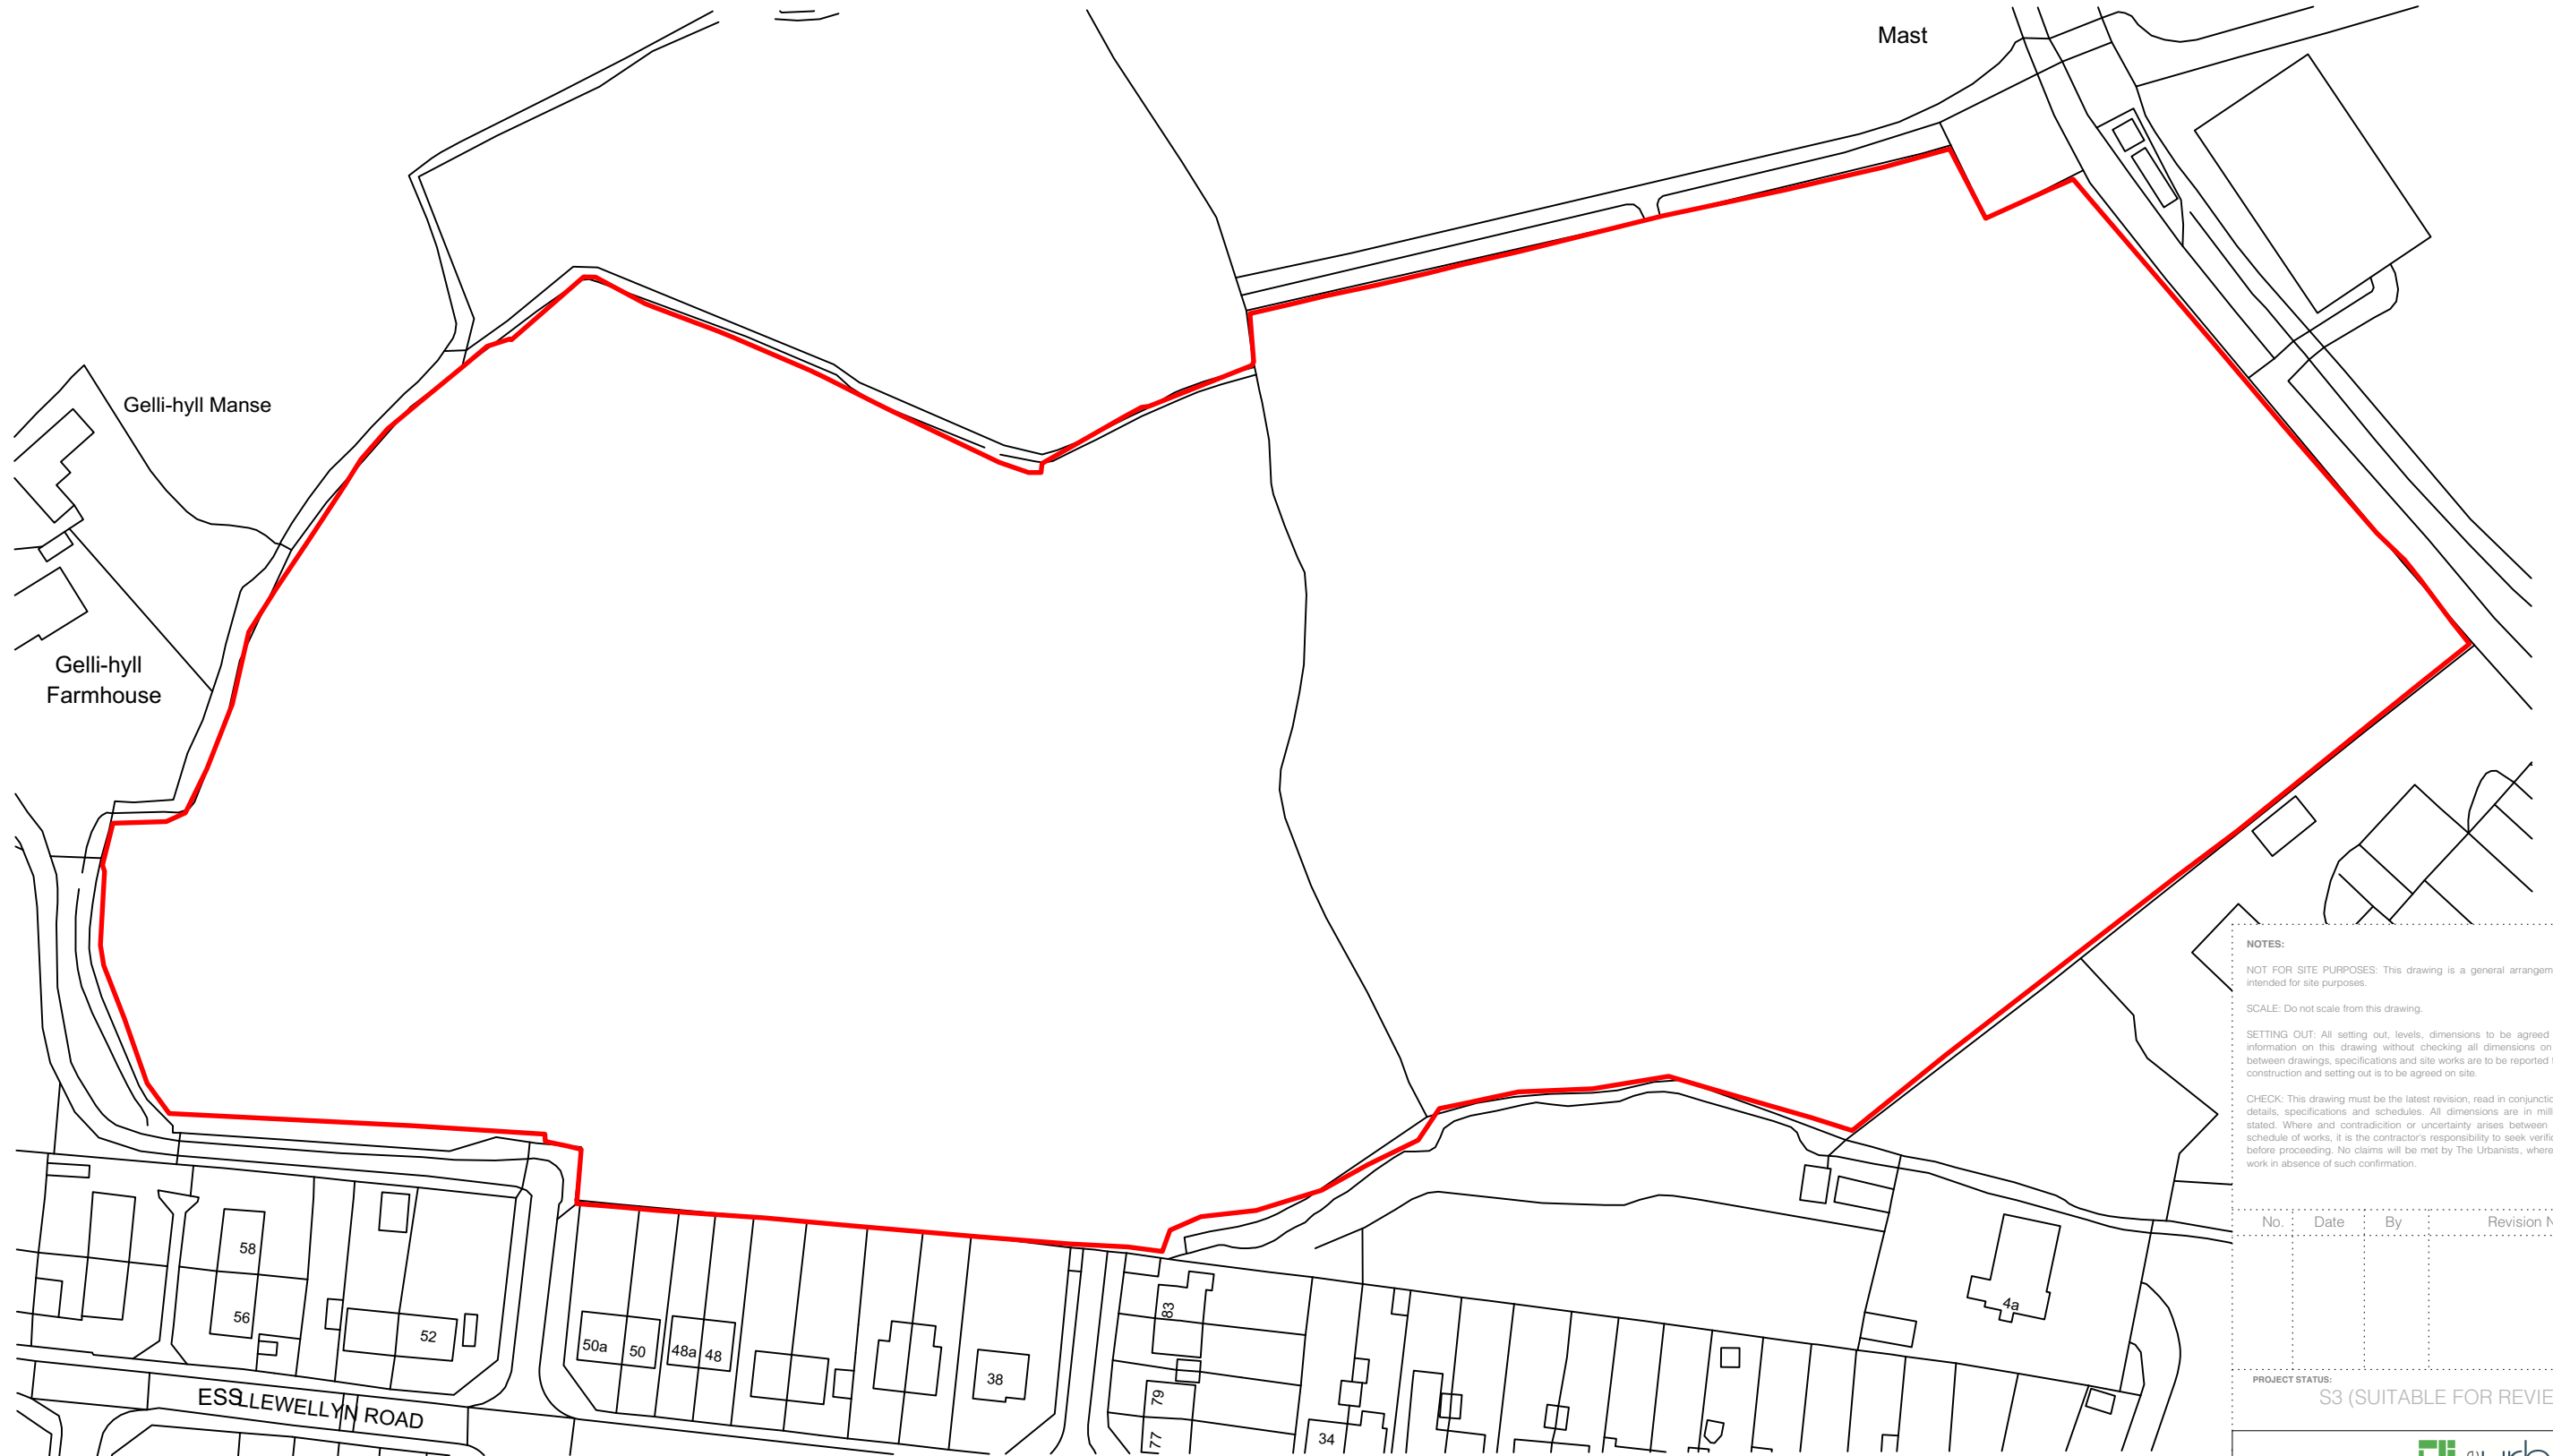 Mast
Gelli-hyll Manse
Gelli-hyll
Farmhouse
58
56
52
50a
50
48a
48
38
83
79
77
34
4a
ESS
LLEWELLYN ROAD
NOTES:
NOT FOR SITE PURPOSES: This drawing is a general arrangem
intended for site purposes.
SCALE: Do not scale from this drawing.
SETTING OUT: All setting out, levels, dimensions to be agreed
information on this drawing without checking all dimensions on
between drawings, specifications and site works are to be reported t
construction and setting out is to be agreed on site.
CHECK: This drawing must be the latest revision, read in conjunctio
details, specifications and schedules. All dimensions are in mill
stated. Where and contradicition or uncertainty arises between
schedule of works, it is the contractor's responsibility to seek verific
before proceeding. No claims will be met by The Urbanists, where
work in absence of such confirmation.
No. Date By Revision N
PROJECT STATUS:
S3 (SUITABLE FOR REVIE